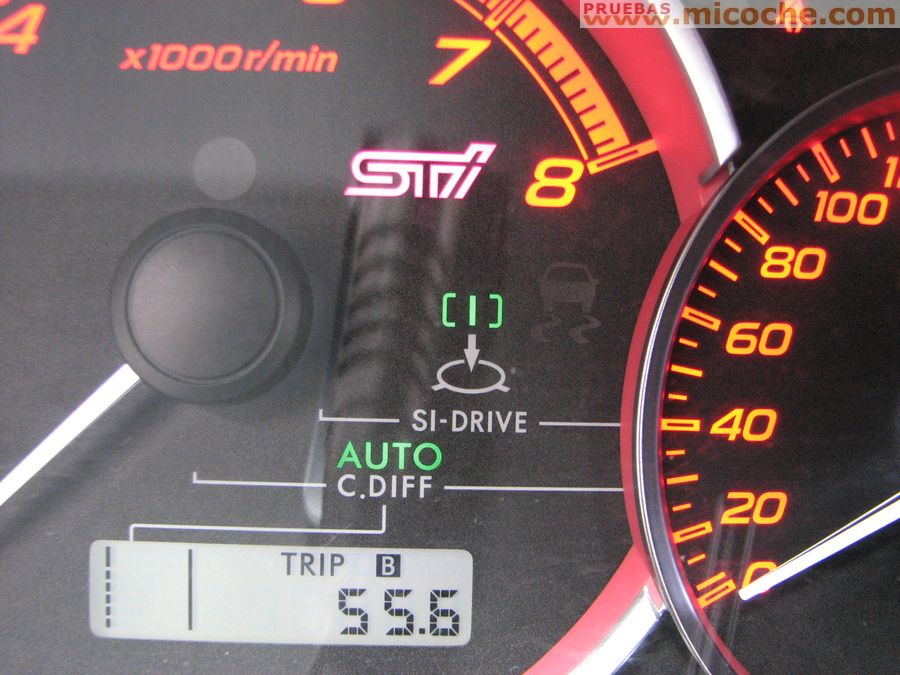 PRUEBAS
www.micoche.com
4
x1000r/min
7
8
STi
100
80
60
40
20
0
[I]
SI-DRIVE
AUTO
C.DIFF
TRIP B
55.6